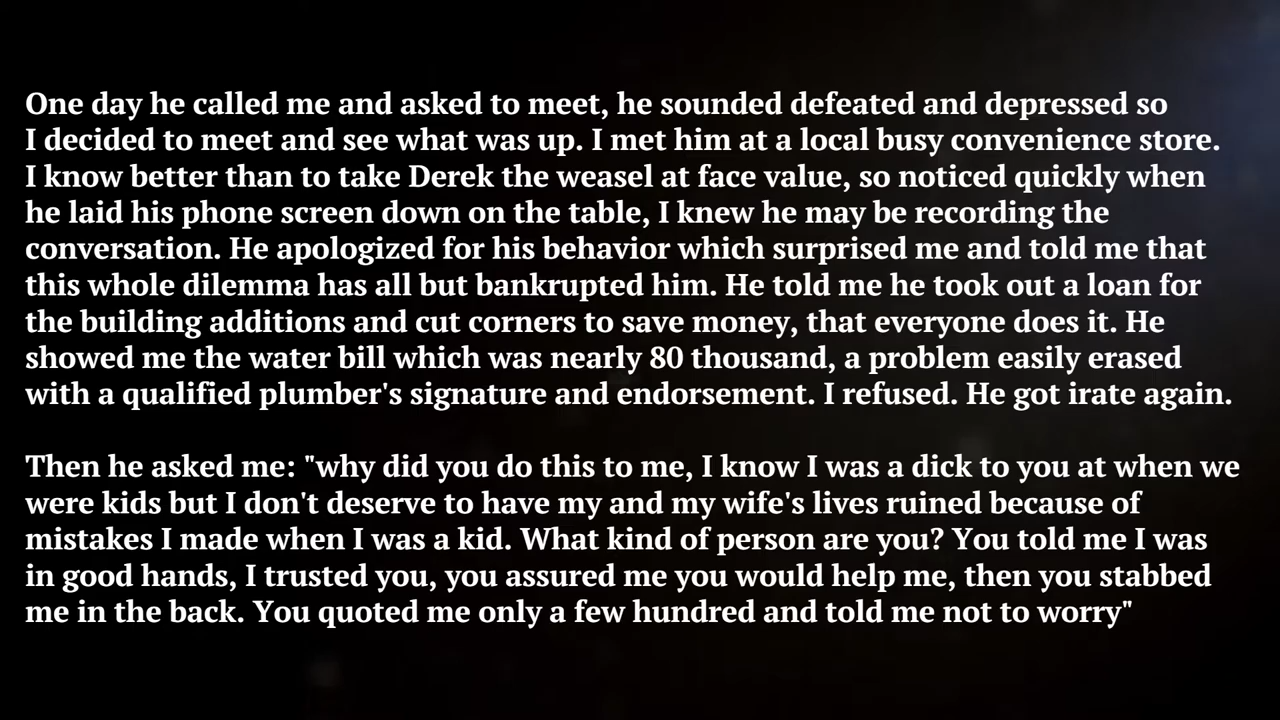 One day he called me and asked to meet, he sounded defeated and depressed so
I decided to meet and see what was up. I met him at a local busy convenience store.
I know better than to take Derek the weasel at face value, so noticed quickly when
he laid his phone screen down on the table, I knew he may be recording the
conversation. He apologized for his behavior which surprised me and told me that
this whole dilemma has all but bankrupted him. He told me he took out a loan for
the building additions and cut corners to save money, that everyone does it. He
showed me the water bill which was nearly 80 thousand, a problem easily erased
with a qualified plumber's signature and endorsement. I refused. He got irate again.
Then he asked me: "why did you do this to me, I know I was a dick to you at when we
were kids but I don't deserve to have my and my wife's lives ruined because of
mistakes I made when I was a kid. What kind of person are you? You told me I was
in good hands, I trusted you, you assured me you would help me, then you stabbed
me in the back. You quoted me only a few hundred and told me not to worry"